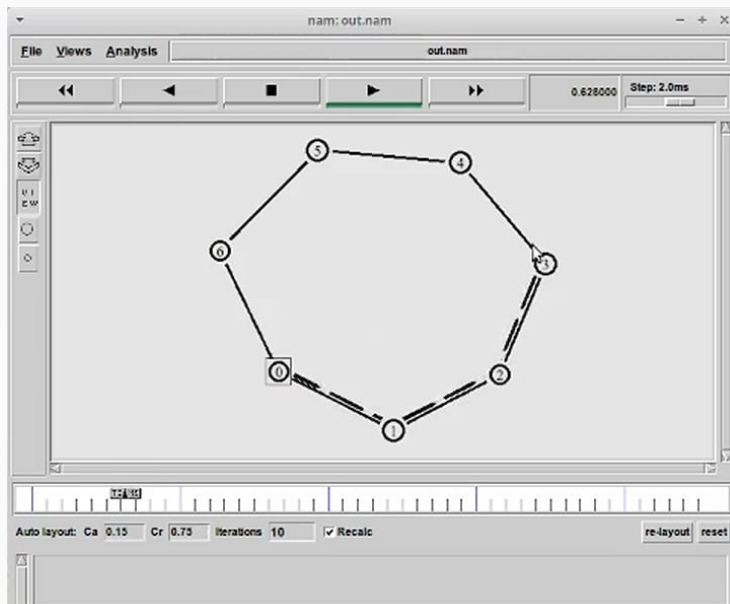 nam: out.nam
File Views Analysis out.nam
0.628000 Step: 2.0ms
5
4
6
3
0
2
1
Auto layout: Ca 0.15 Cr 0.75 Iterations 10 Recalc re-layout reset